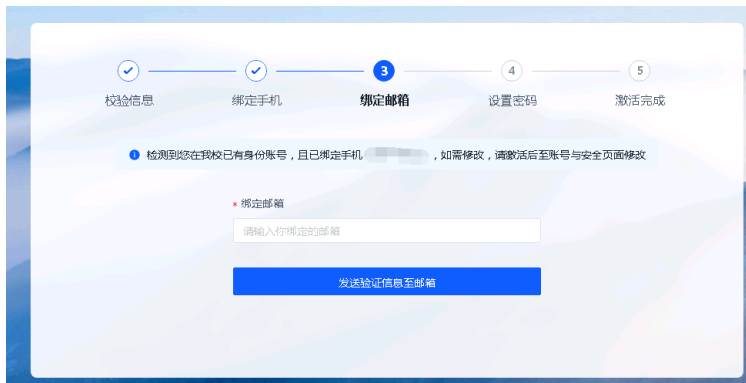 3 4 5
校验信息 绑定手机 绑定邮箱 设置密码 激活完成
检测到您在我校已有身份账号，且已绑定手机 ，如需修改，请激活后至账号与安全页面修改
* 绑定邮箱
请输入你绑定的邮箱
发送验证信息至邮箱